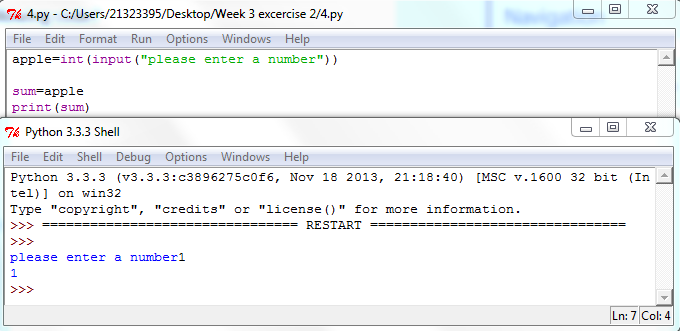 4.py - C:/Users/21323395/Desktop/Week 3 excercise 2/4.py
File Edit Format Run Options Windows Help
apple=int(input("please enter a number"))
sum=apple
print(sum)
Python 3.3.3 Shell
File Edit Shell Debug Options Windows Help
Python 3.3.3 (v3.3.3:c3896275c0f6, Nov 18 2013, 21:18:40) [MSC v.1600 32 bit (In
tel)] on win32
Type "copyright", "credits" or "license()" for more information.
>>> ================================ RESTART ================================
>>>
please enter a number1
1
>>>
Ln: 7 Col: 4